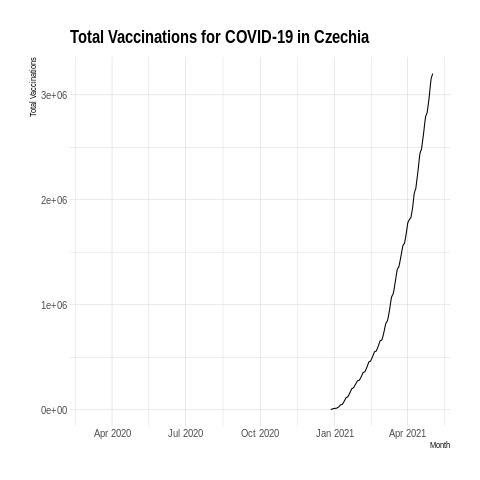 Total Vaccinations for COVID-19 in Czechia
Total Vaccinations
3e+06
2e+06
1e+06
0e+00
Apr 2020 Jul 2020 Oct 2020 Jan 2021 Apr 2021
Month